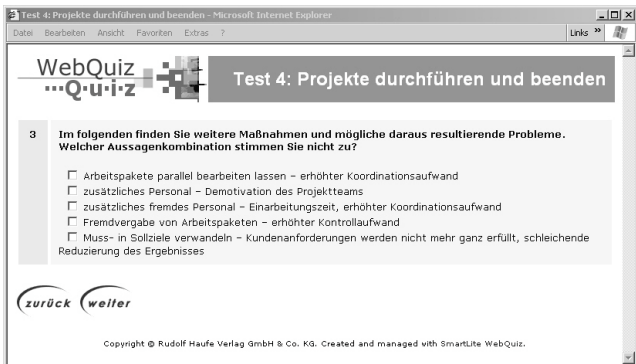 Test 4: Projekte durchführen und beenden - Microsoft Internet Explorer
Datei Bearbeiten Ansicht Favoriten Extras ? Links »
WebQuiz
···Q·u·i·z
Test 4: Projekte durchführen und beenden
3 Im folgenden finden Sie weitere Maßnahmen und mögliche daraus resultierende Probleme.
Welcher Aussagenkombination stimmen Sie nicht zu?
Arbeitspakete parallel bearbeiten lassen – erhöhter Koordinationsaufwand
zusätzliches Personal – Demotivation des Projektteams
zusätzliches fremdes Personal – Einarbeitungszeit, erhöhter Koordinationsaufwand
Fremdvergabe von Arbeitspaketen – erhöhter Kontrollaufwand
Muss- in Sollziele verwandeln – Kundenanforderungen werden nicht mehr ganz erfüllt, schleichende
Reduzierung des Ergebnisses
zurück weiter
Copyright © Rudolf Haufe Verlag GmbH & Co. KG. Created and managed with SmartLite WebQuiz.